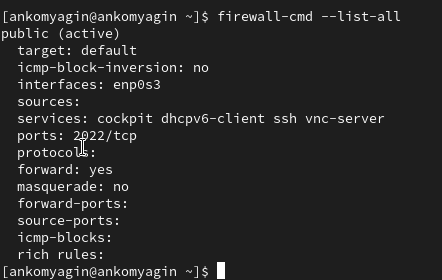 [ankomyagin@ankomyagin ~]$ firewall-cmd --list-all
public (active)
  target: default
  icmp-block-inversion: no
  interfaces: enp0s3
  sources:
  services: cockpit dhcpv6-client ssh vnc-server
  ports: 2022/tcp
  protocols:
  forward: yes
  masquerade: no
  forward-ports:
  source-ports:
  icmp-blocks:
  rich rules:
[ankomyagin@ankomyagin ~]$